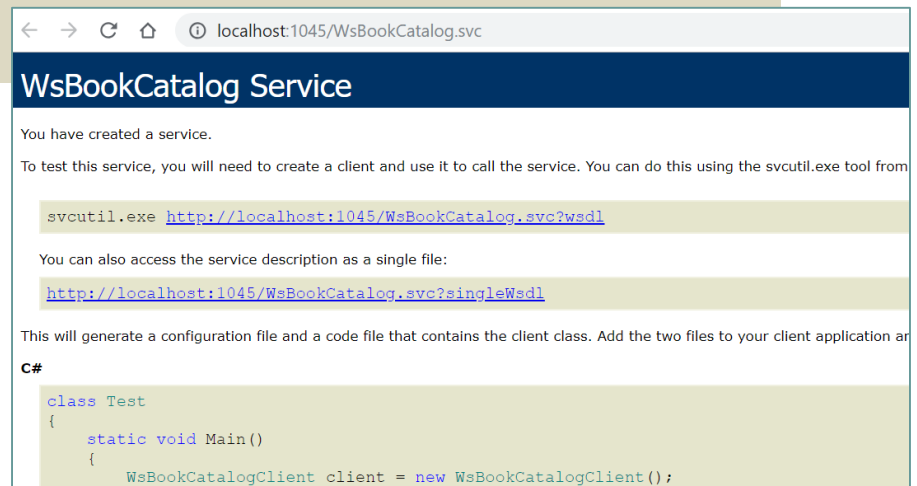 localhost:1045/WsBookCatalog.svc
WsBookCatalog Service
You have created a service.
To test this service, you will need to create a client and use it to call the service. You can do this using the svcutil.exe tool from
svcutil.exe http://localhost:1045/WsBookCatalog.svc?wsdl
You can also access the service description as a single file:
http://localhost:1045/WsBookCatalog.svc?singleWsdl
This will generate a configuration file and a code file that contains the client class. Add the two files to your client application
C#
class Test
{
static void Main()
{
WsBookCatalogClient client = new WsBookCatalogClient();